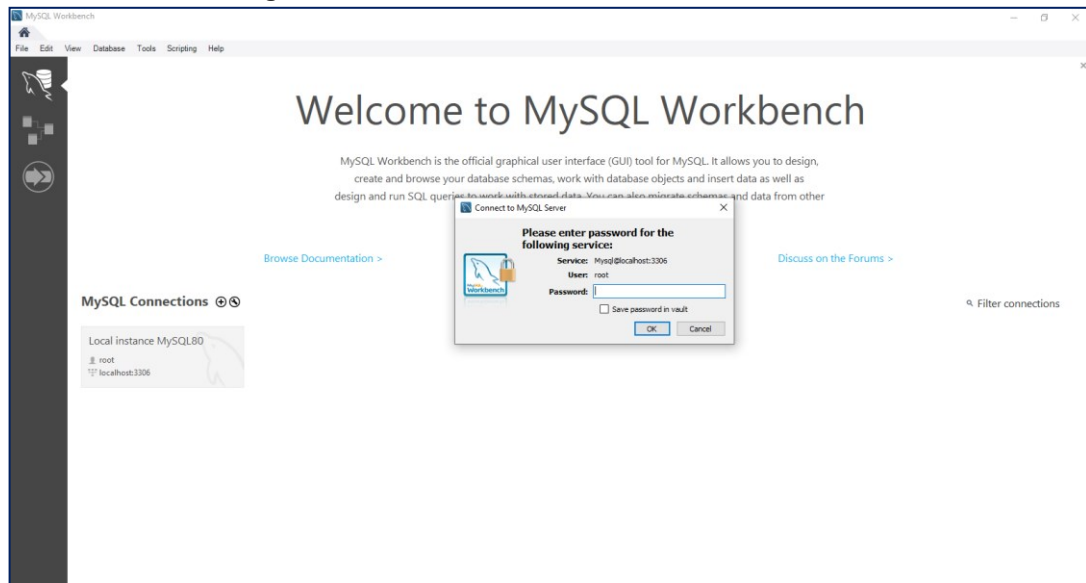 MySQL Workbench
File Edit View Database Tools Scripting Help
Welcome to MySQL Workbench
MySQL Workbench is the official graphical user interface (GUI) tool for MySQL. It allows you to design,
create and browse your database schemas, work with database objects and insert data as well as
design and run SQL queries to work with stored data. You can also migrate schemas and data from other
Connect to MySQL Server
Please enter password for the
following service:
Service: Mysql@localhost:3306
User: root
Password:
Save password in vault
OK Cancel
Workbench
Browse Documentation >
Discuss on the Forums >
MySQL Connections
Filter connections
Local instance MySQL80
root
localhost:3306